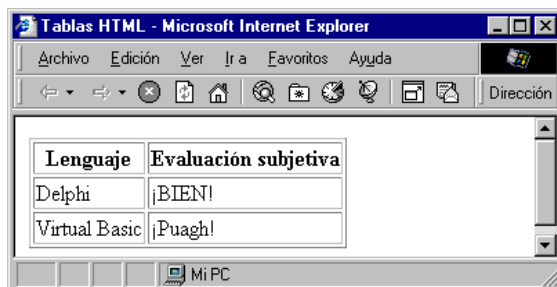 Tablas HTML - Microsoft Internet Explorer
Archivo Edición Ver Ir a Favoritos Ayuda
Dirección
Lenguaje Evaluación subjetiva
Delphi ¡BIEN!
Virtual Basic ¡Puagh!
Mi PC